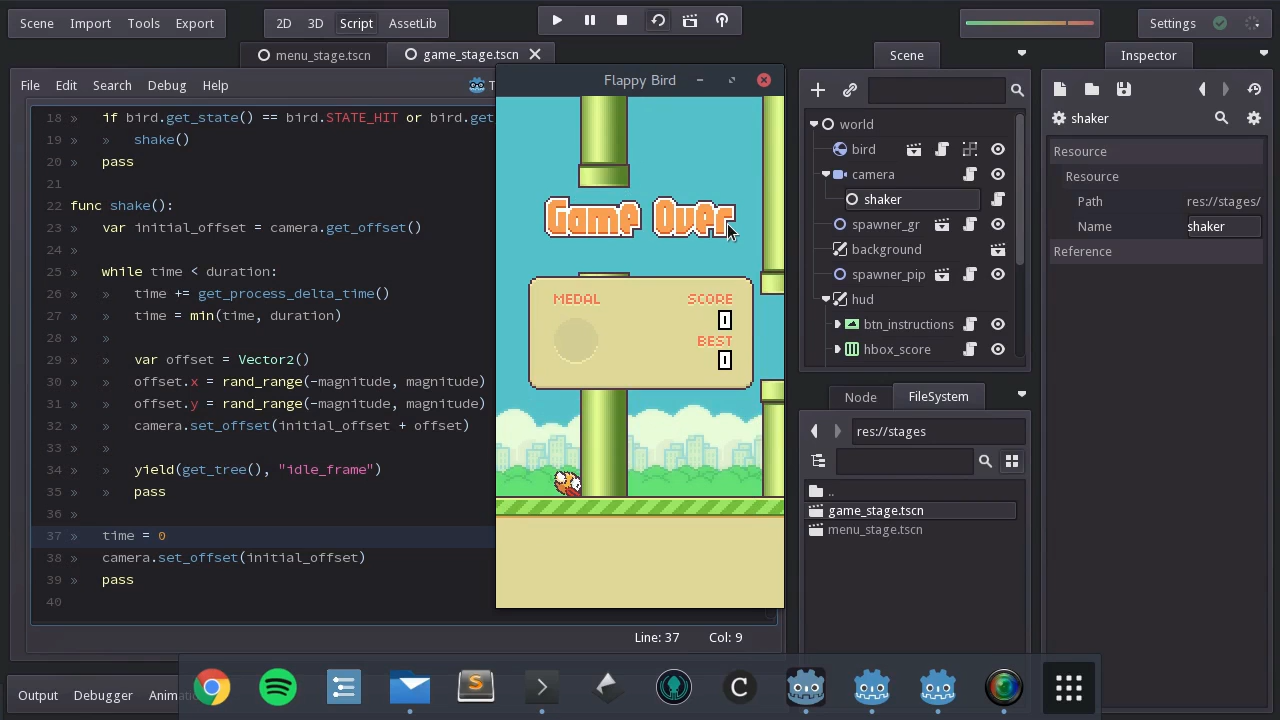 Scene Import Tools Export 2D 3D Script AssetLib Settings
menu_stage.tscn game_stage.tscn Scene Inspector
File Edit Search Debug Help
Flappy Bird
18 if bird.get_state() == bird.STATE_HIT or bird.get
19 shake()
20 pass
21
22 func shake():
23 var initial_offset = camera.get_offset()
24
25 while time < duration:
26 time += get_process_delta_time()
27 time = min(time, duration)
28
29 var offset = Vector2()
30 offset.x = rand_range(-magnitude, magnitude)
31 offset.y = rand_range(-magnitude, magnitude)
32 camera.set_offset(initial_offset + offset)
33
34 yield(get_tree(), "idle_frame")
35 pass
36
37 time = 0
38 camera.set_offset(initial_offset)
39 pass
40
Line: 37 Col: 9
Game Over
MEDAL SCORE
1
BEST
1
world
bird
camera
shaker
spawner_gr
background
spawner_pip
hud
btn_instructions
hbox_score
Node FileSystem
res://stages
..
game_stage.tscn
menu_stage.tscn
shaker
Resource
Resource
Path res://stages/
Name shaker
Reference
Output Debugger Anima
S
C